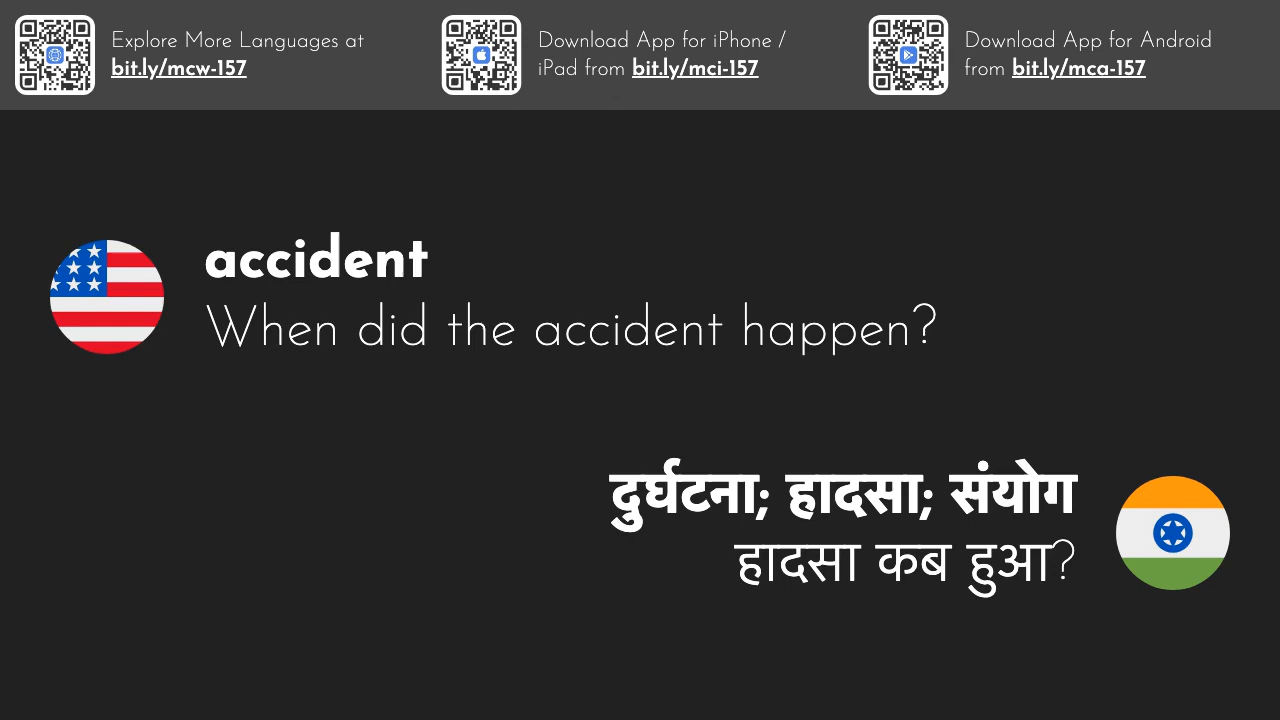 Explore More Languages at
bit.ly/mcw-157
Download App for iPhone /
iPad from bit.ly/mci-157
Download App for Android
from bit.ly/mca-157
accident
When did the accident happen?
दुर्घटना; हादसा; संयोग
हादसा कब हुआ?